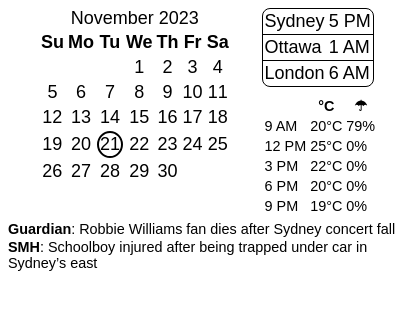 November 2023
Su Mo Tu We Th Fr Sa
1 2 3 4
5 6 7 8 9 10 11
12 13 14 15 16 17 18
19 20 21 22 23 24 25
26 27 28 29 30
Sydney 5 PM
Ottawa 1 AM
London 6 AM
°C ☂
9 AM 20°C 79%
12 PM 25°C 0%
3 PM 22°C 0%
6 PM 20°C 0%
9 PM 19°C 0%
Guardian: Robbie Williams fan dies after Sydney concert fall
SMH: Schoolboy injured after being trapped under car in
Sydney’s east